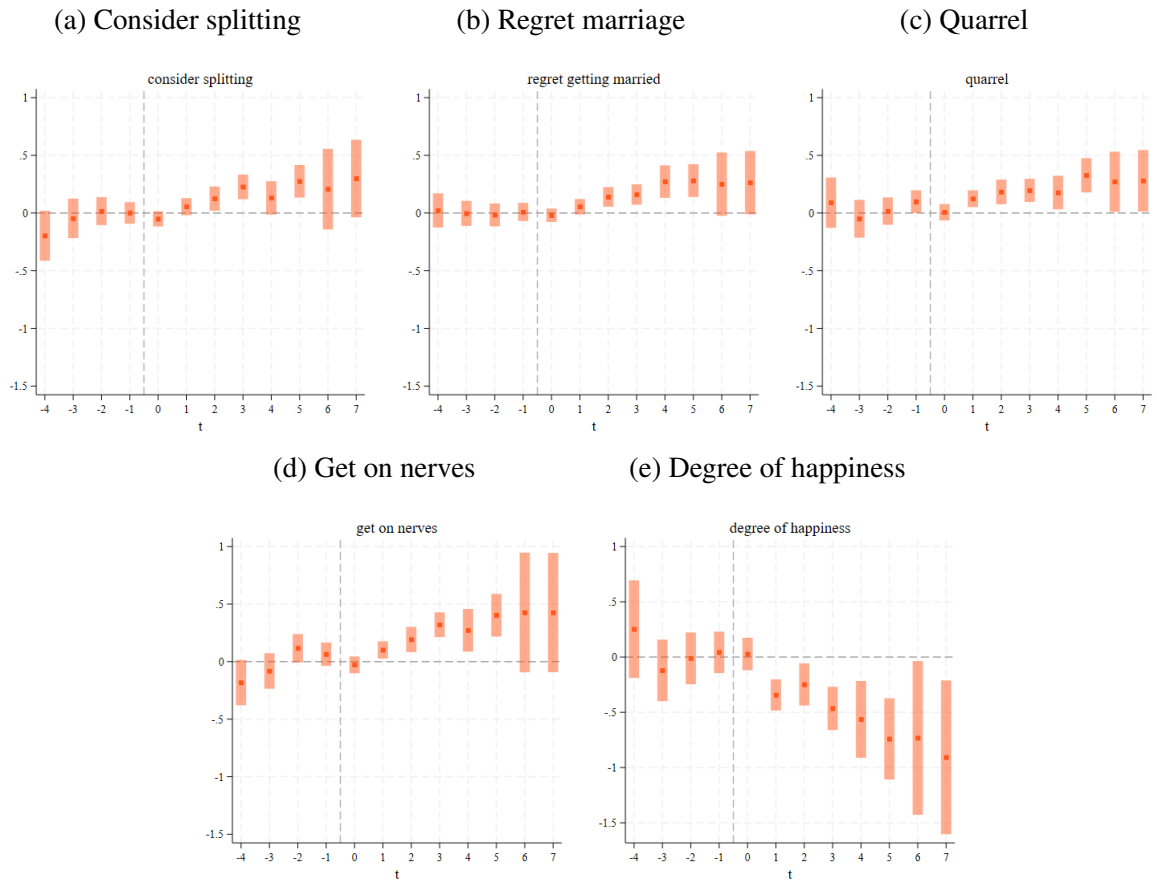 (a) Consider splitting
(b) Regret marriage
(c) Quarrel
consider splitting
1
.5
0
-.5
-1
-1.5
-4 -3 -2 -1 0 1 2 3 4 5 6 7
t
regret getting married
1
.5
0
-.5
-1
-1.5
-4 -3 -2 -1 0 1 2 3 4 5 6 7
t
quarrel
1
.5
0
-.5
-1
-1.5
-4 -3 -2 -1 0 1 2 3 4 5 6 7
t
(d) Get on nerves
(e) Degree of happiness
get on nerves
1
.5
0
-.5
-1
-1.5
-4 -3 -2 -1 0 1 2 3 4 5 6 7
t
degree of happiness
1
.5
0
-.5
-1
-1.5
-4 -3 -2 -1 0 1 2 3 4 5 6 7
t